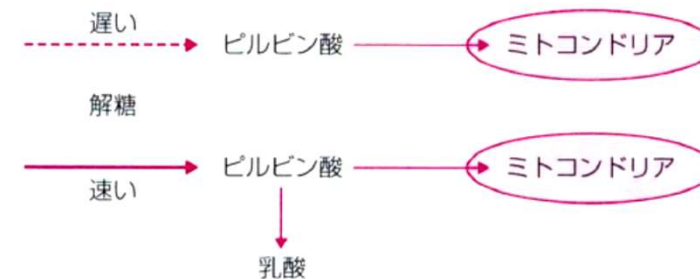 遅い
ピルビン酸
ミトコンドリア
解糖
ピルビン酸
ミトコンドリア
速い
乳酸